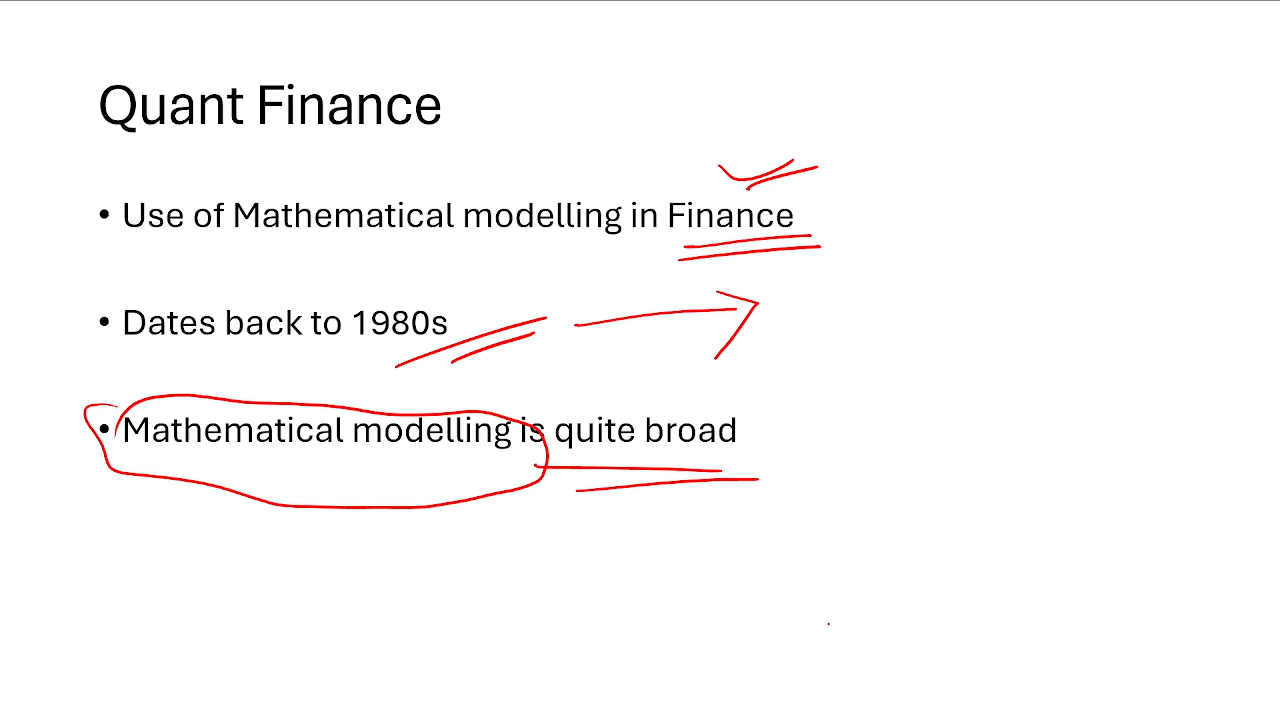 Quant Finance
• Use of Mathematical modelling in Finance
• Dates back to 1980s
• Mathematical modelling is quite broad